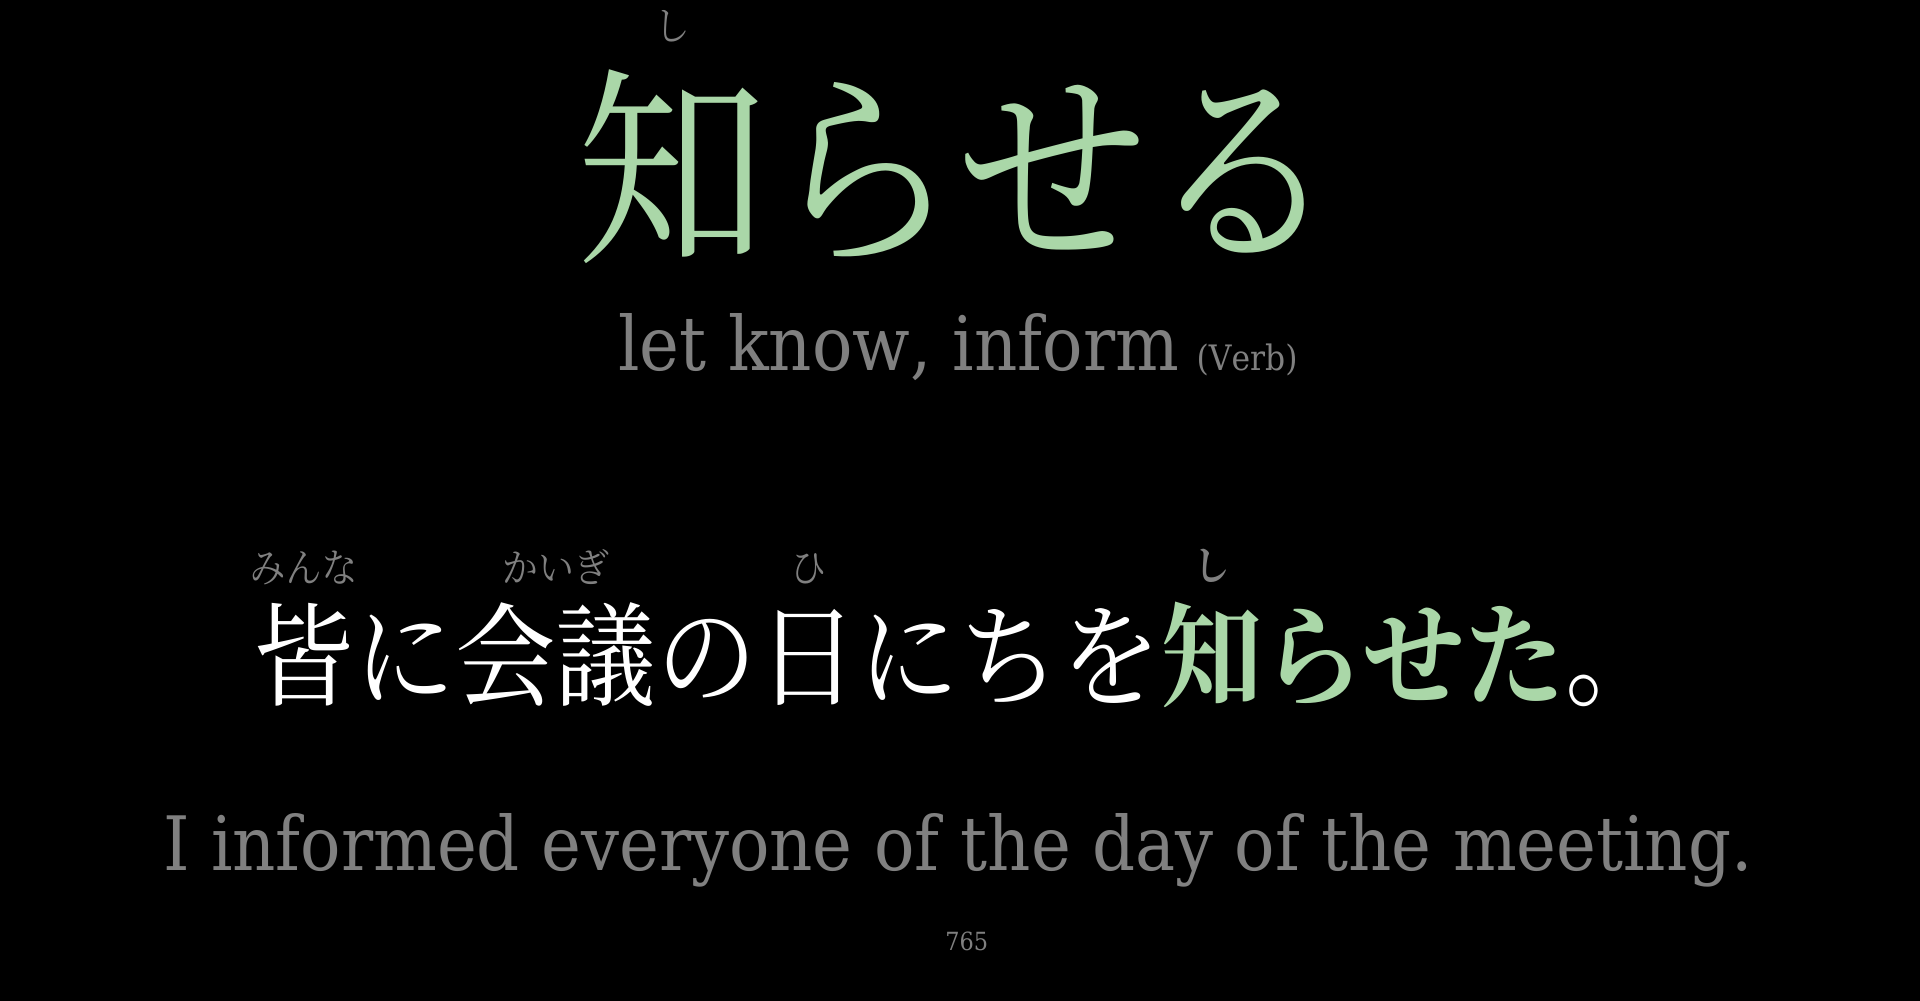 し
知らせる
let know, inform (Verb)
みんな かいぎ ひ し
皆に会議の日にちを知らせた。
I informed everyone of the day of the meeting.
765